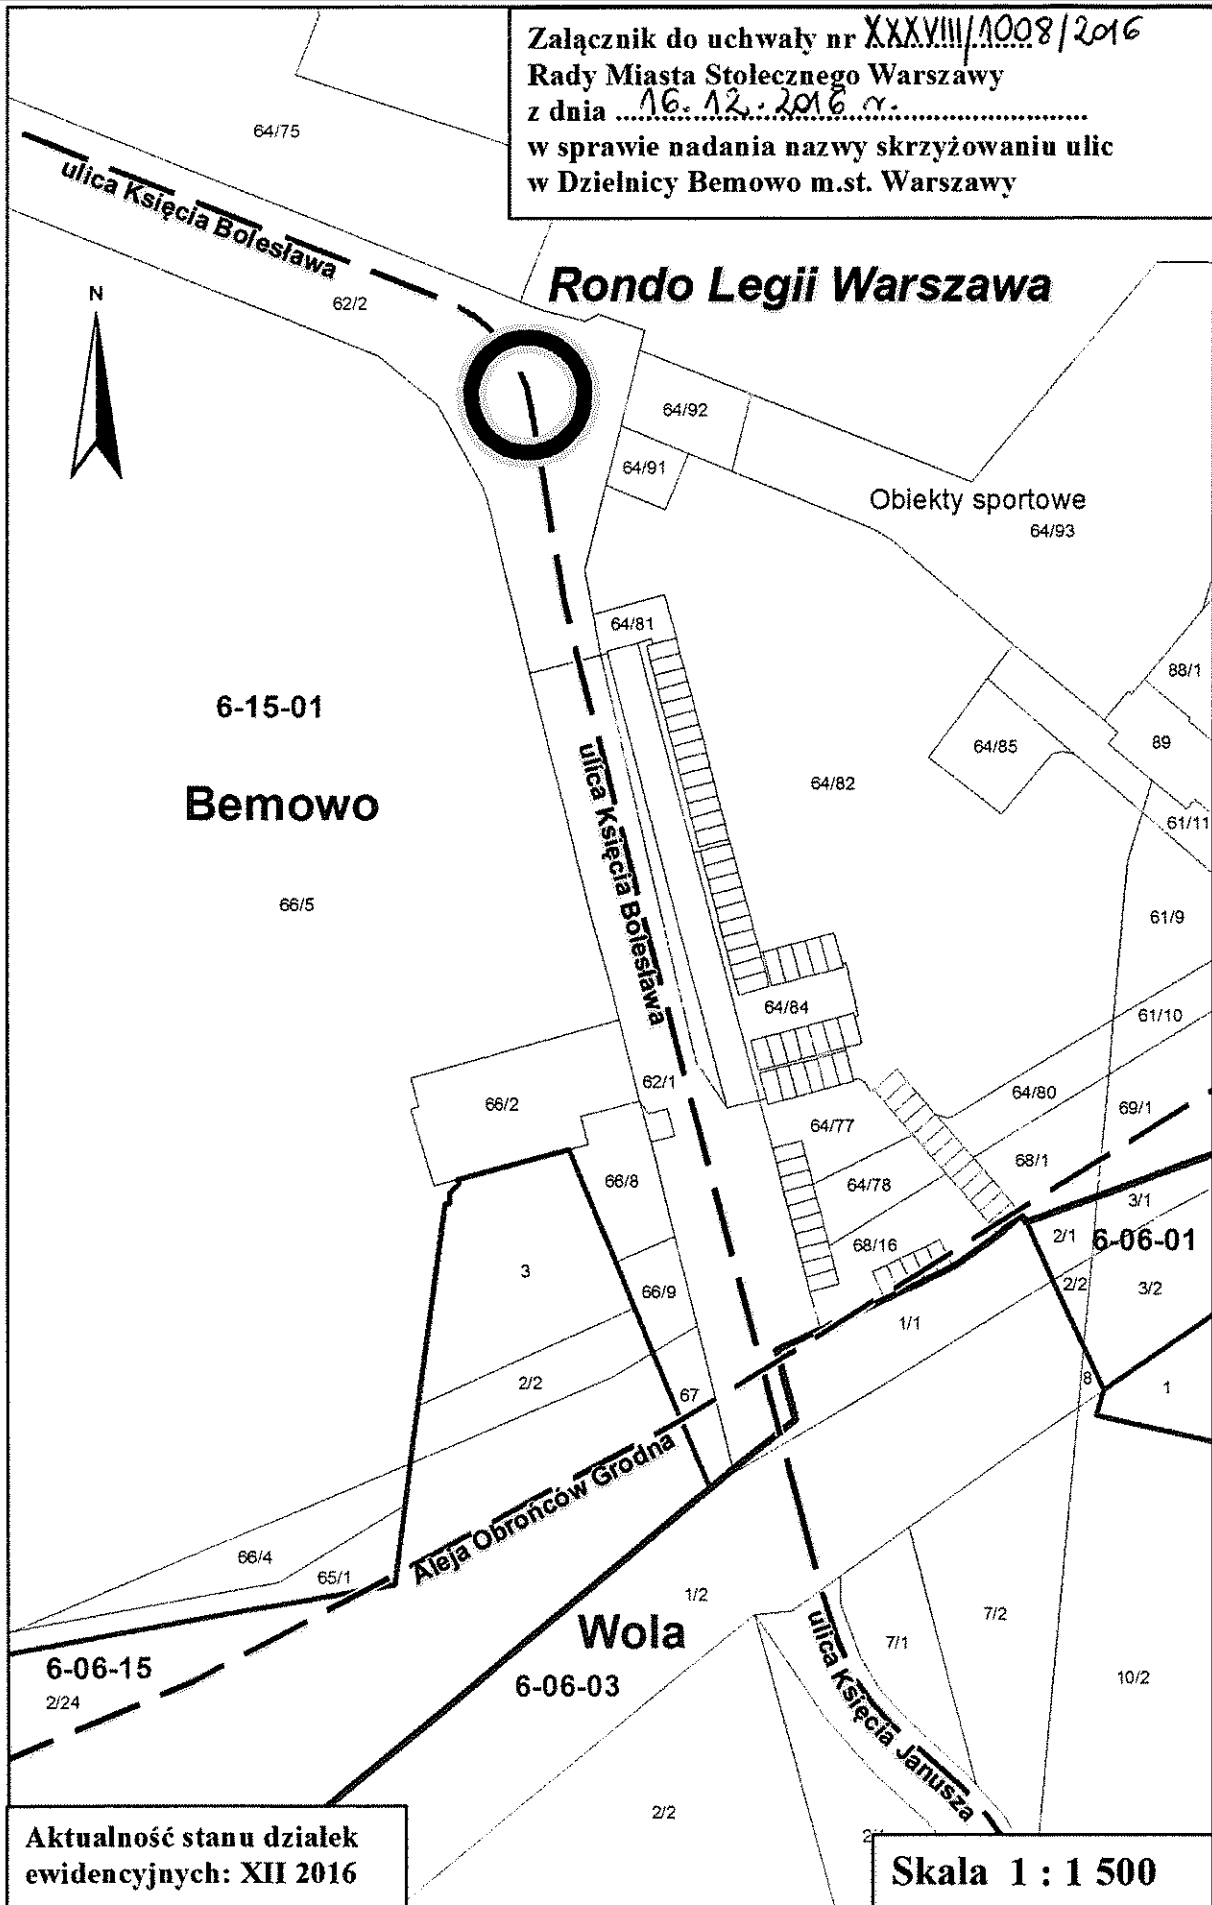 Załącznik do uchwały nr XXXVIII/1008/2016
Rady Miasta Stołecznego Warszawy
z dnia 16.12.2016 r.
w sprawie nadania nazwy skrzyżowaniu ulic
w Dzielnicy Bemowo m.st. Warszawy
64/75
ulica Księcia Bolesława
62/2
Rondo Legii Warszawa
N
64/92
64/91
Obiekty sportowe
64/93
64/81
88/1
6-15-01
64/85
89
ulica Księcia Bolesława
64/82
Bemowo
61/11
66/5
61/9
64/84
61/10
62/1
66/2
64/80
69/1
64/77
68/1
66/8
64/78
3/1
2/1
6-06-01
68/16
3
66/9
2/2
3/2
1/1
2/2
67
8
1
Aleja Obrońców Grodna
66/4
65/1
1/2
7/2
Wola
7/1
6-06-15
6-06-03
10/2
2/24
ulica Księcia Janusza
2/2
Aktualność stanu działek
ewidencyjnych: XII 2016
Skala 1 : 1 500